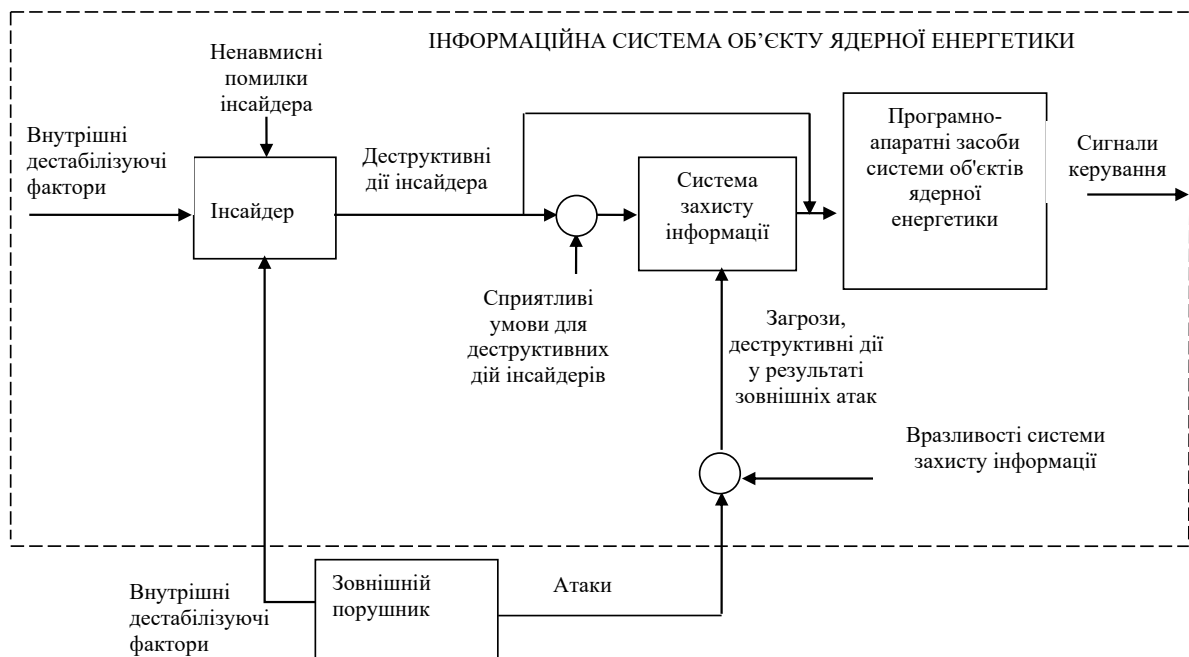 ІНФОРМАЦІЙНА СИСТЕМА ОБ’ЄКТУ ЯДЕРНОЇ ЕНЕРГЕТИКИ
Ненавмисні
помилки
інсайдера
Внутрішні
дестабілізуючі
фактори
Інсайдер
Деструктивні
дії інсайдера
Сприятливі
умови для
деструктивних
дій інсайдерів
Система
захисту
інформації
Програмно-
апаратні засоби
системи об'єктів
ядерної
енергетики
Сигнали
керування
Загрози,
деструктивні дії
у результаті
зовнішніх атак
Вразливості системи
захисту інформації
Внутрішні
дестабілізуючі
фактори
Зовнішній
порушник
Атаки